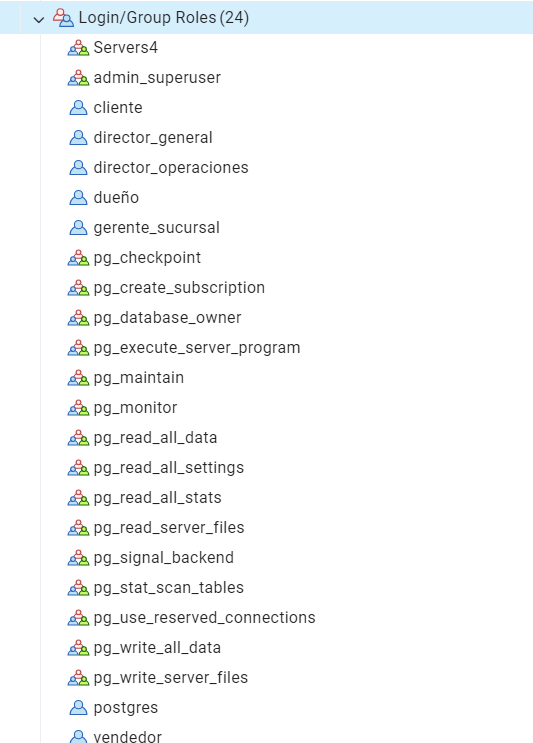 Login/Group Roles (24)
Servers4
admin_superuser
cliente
director_general
director_operaciones
dueño
gerente_sucursal
pg_checkpoint
pg_create_subscription
pg_database_owner
pg_execute_server_program
pg_maintain
pg_monitor
pg_read_all_data
pg_read_all_settings
pg_read_all_stats
pg_read_server_files
pg_signal_backend
pg_stat_scan_tables
pg_use_reserved_connections
pg_write_all_data
pg_write_server_files
postgres
vendedor